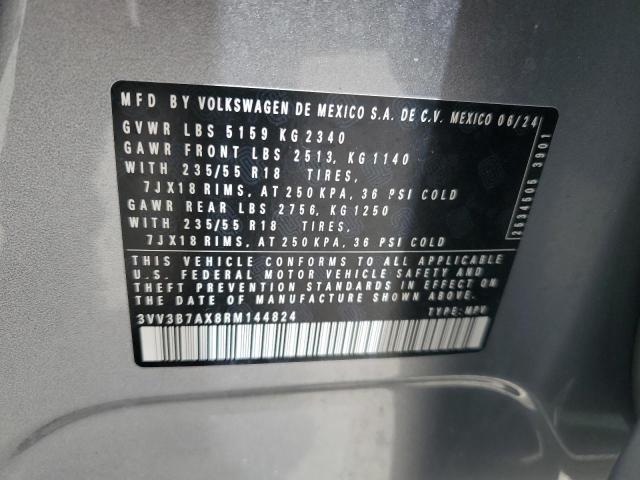 MFD BY VOLKSWAGEN DE MEXICO S.A. DE C.V. MEXICO 06/24
GVWR LBS 5159 KG 2340
GAWR FRONT LBS 2513, KG 1140
WITH 235/55 R18 TIRES,
7JX18 RIMS, AT 250 KPA, 36 PSI COLD
GAWR REAR LBS 2756, KG 1250
WITH 235/55 R18 TIRES,
7JX18 RIMS, AT 250 KPA, 36 PSI COLD
THIS VEHICLE CONFORMS TO ALL APPLICABLE
U.S. FEDERAL MOTOR VEHICLE SAFETY AND
THEFT PREVENTION STANDARDS IN EFFECT ON
THE DATE OF MANUFACTURE SHOWN ABOVE.
3VV3B7AX8RM144824 TYPE: MPV
2634506 3901